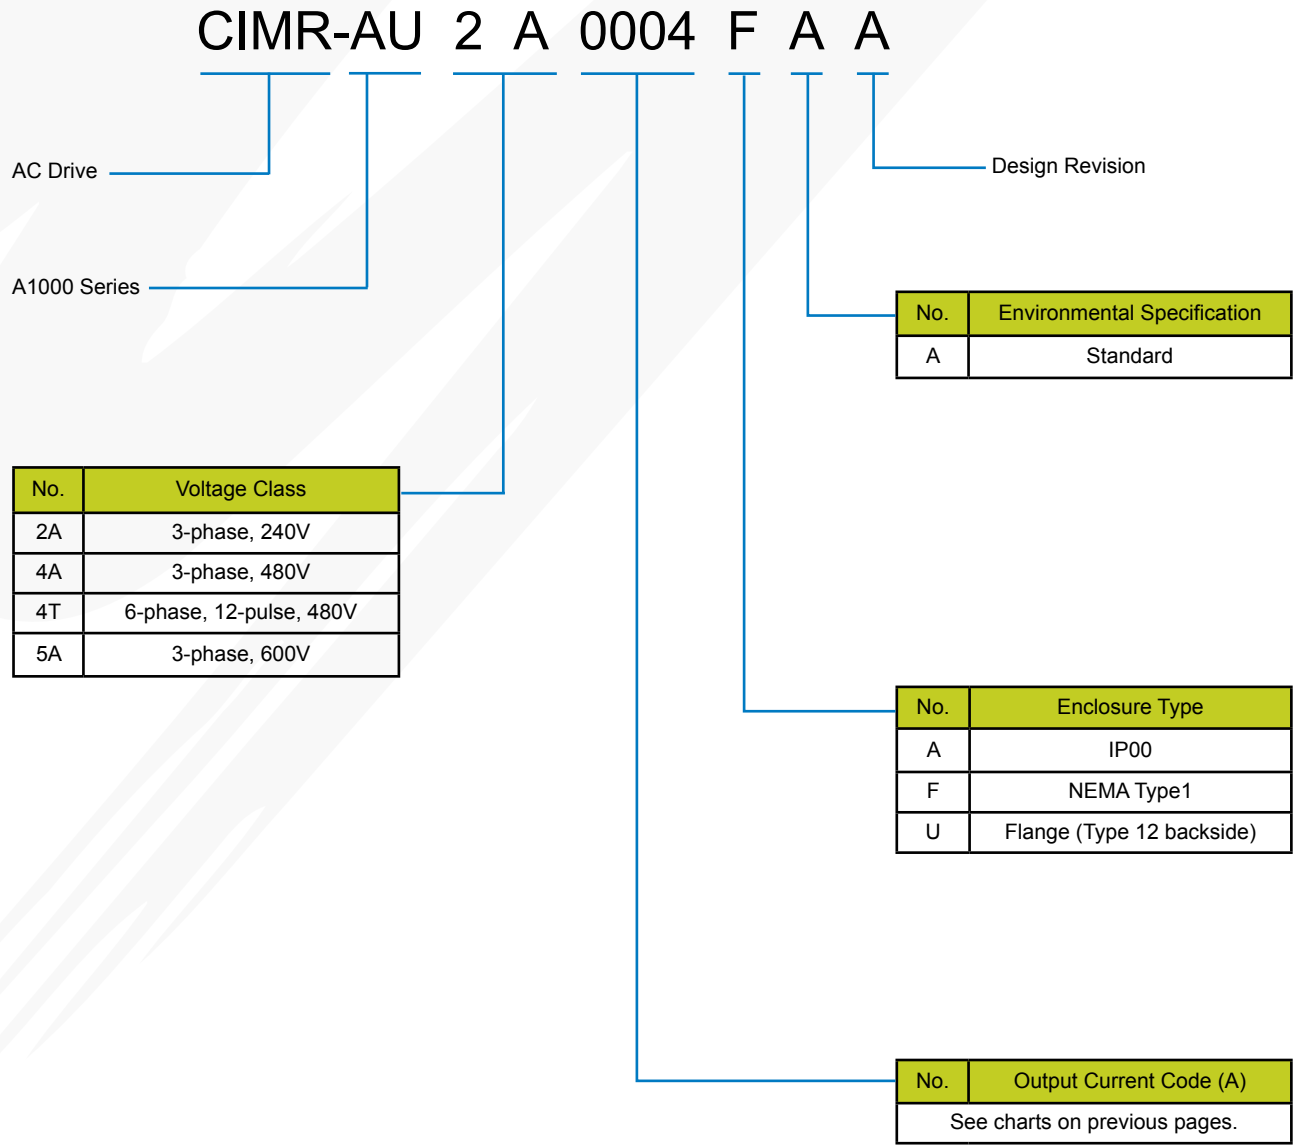 CIMR-AU 2 A 0004 F A A
AC Drive
Design Revision
A1000 Series
No. Environmental Specification
A Standard
No. Voltage Class
2A 3-phase, 240V
4A 3-phase, 480V
4T 6-phase, 12-pulse, 480V
5A 3-phase, 600V
No. Enclosure Type
A IP00
F NEMA Type1
U Flange (Type 12 backside)
No. Output Current Code (A)
See charts on previous pages.